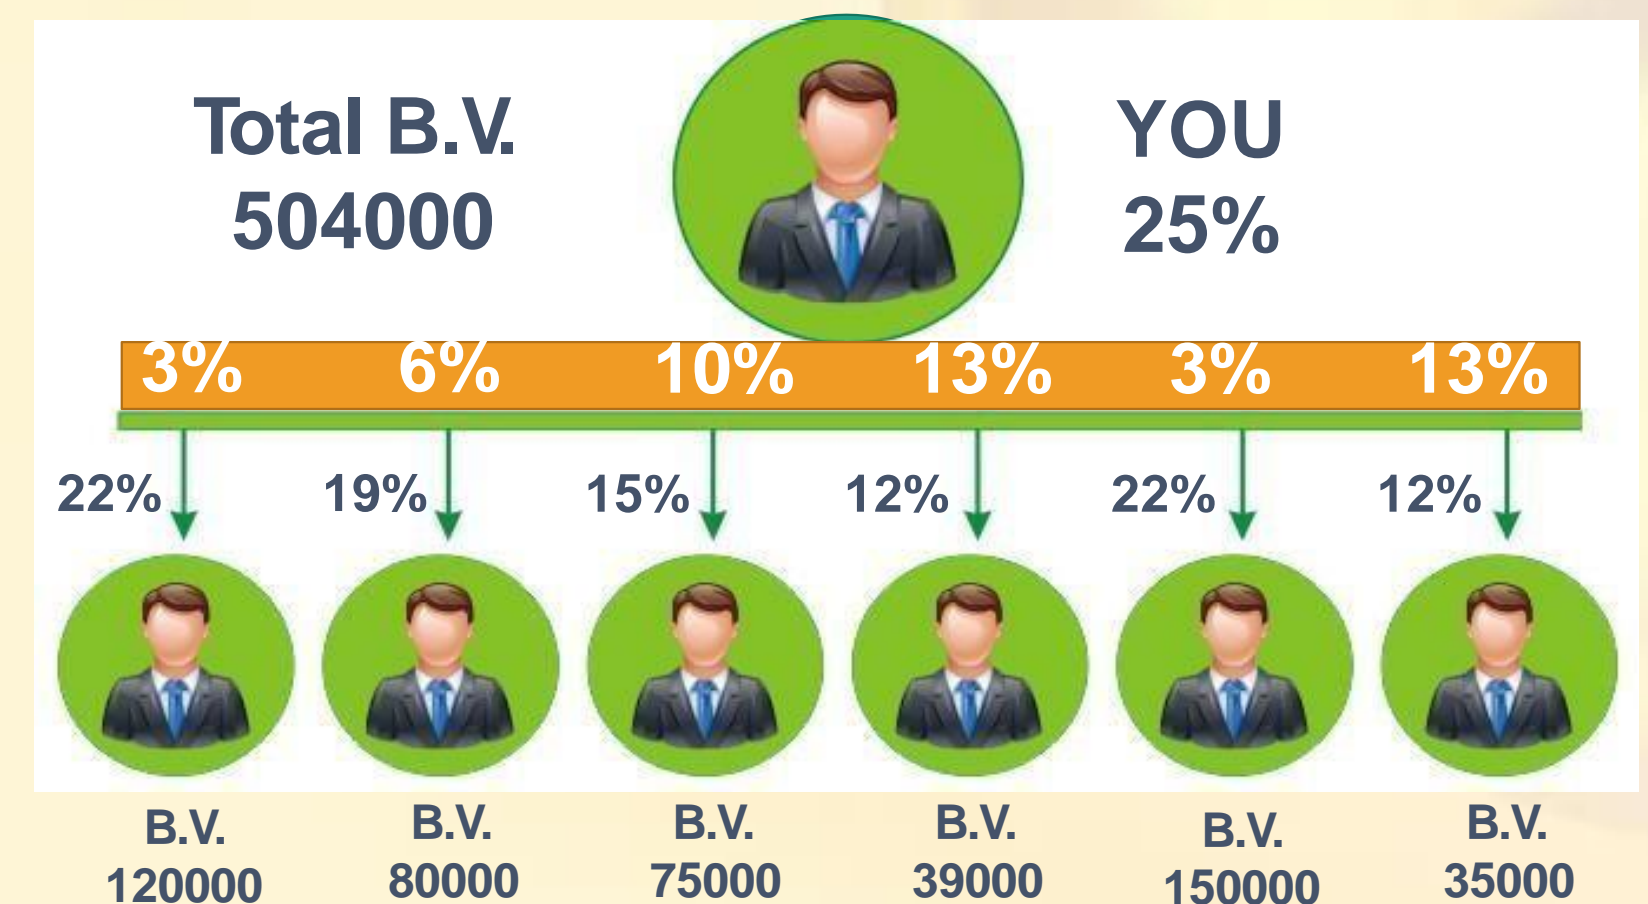 Total B.V.
504000
YOU
25%
3% 6% 10% 13% 3% 13%
22% 19% 15% 12% 22% 12%
B.V. B.V. B.V. B.V. B.V. B.V.
120000 80000 75000 39000 150000 35000